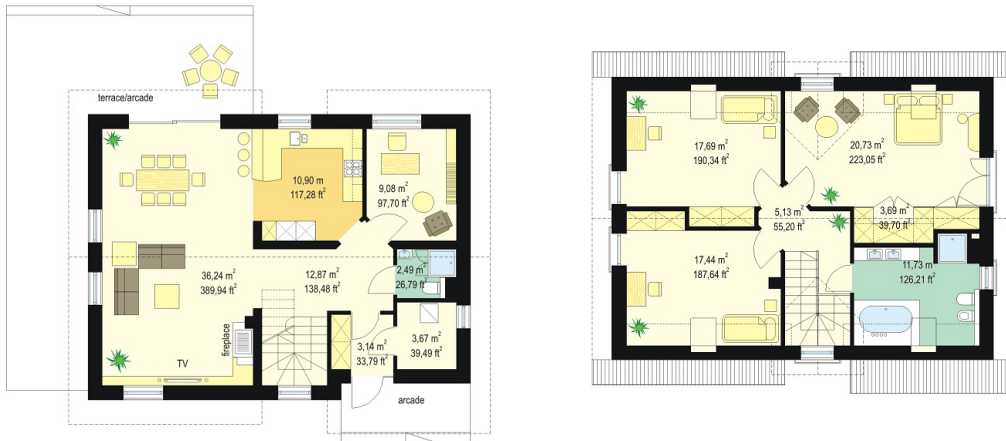 terrace/arcade
10,90 m
117,28 ft²
9,08 m²
97,70 ft²
36,24 m²
389,94 ft²
12,87 m²
138,48 ft²
2,49 m²
26,79 ft²
fireplace
TV
3,14 m²
33,79 ft²
3,67 m²
39,49 ft²
arcade
17,69 m²
190,34 ft²
20,73 m²
223,05 ft²
5,13 m²
55,20 ft²
3,69 m²
39,70 ft²
17,44 m²
187,64 ft²
11,73 m
126,21 ft²